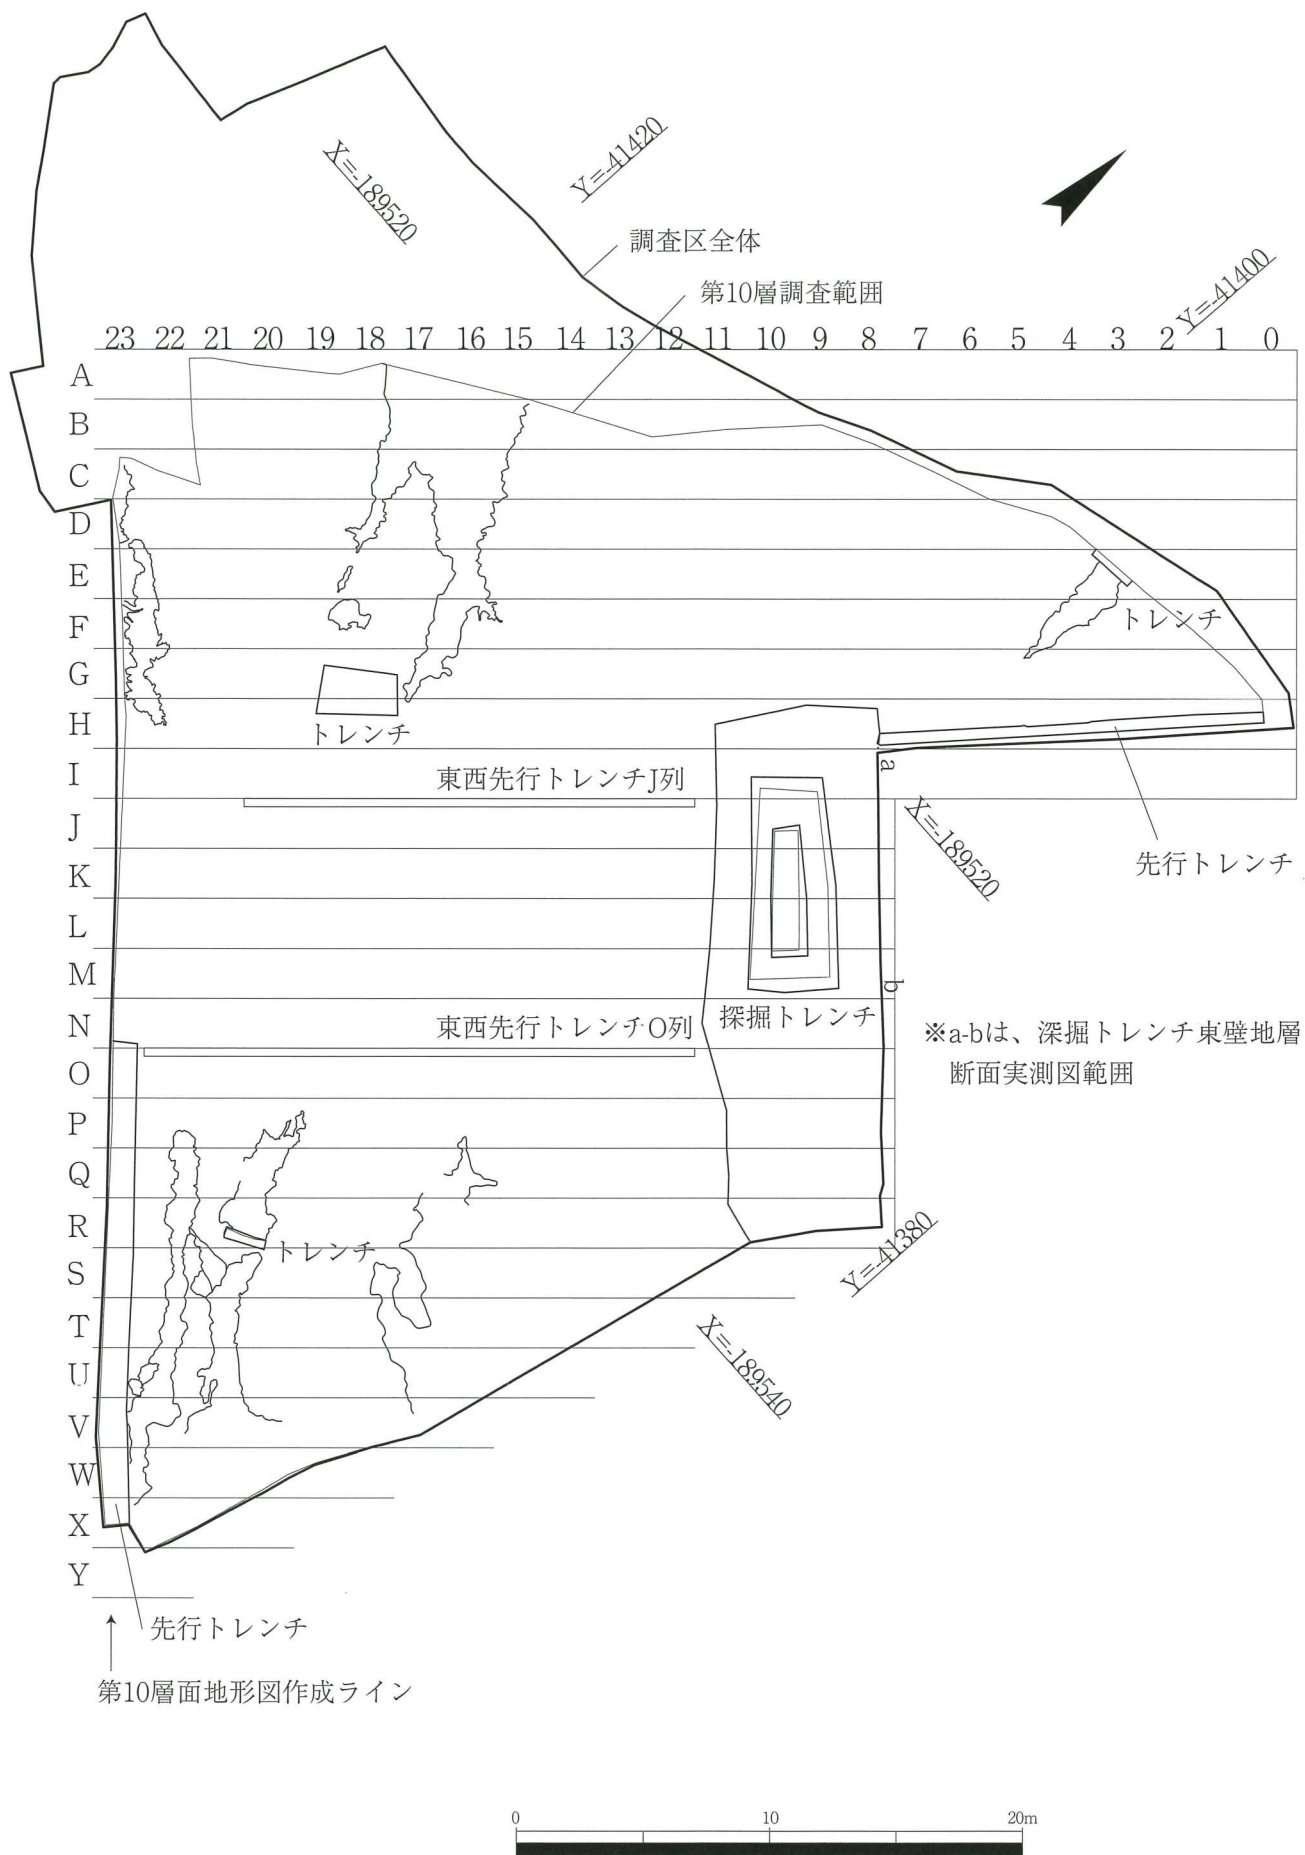 Y=-41420
X=-189520
調査区全体
Y=-41400
第10層調査範囲
23 22 21 20 19 18 17 16 15 14 13 12 11 10 9 8 7 6 5 4 3 2 1 0
A
B
C
D
E
F
トレンチ
G
H
トレンチ
I
東西先行トレンチJ列
a
J
X=-189520
先行トレンチ
K
L
M
b
N
東西先行トレンチO列
探掘トレンチ
※a-bは、深掘トレンチ東壁地層
断面実測図範囲
O
P
Q
R
トレンチ
S
Y=-41380
T
X=-189540
U
V
W
X
Y
先行トレンチ
第10層面地形図作成ライン
0 10 20m